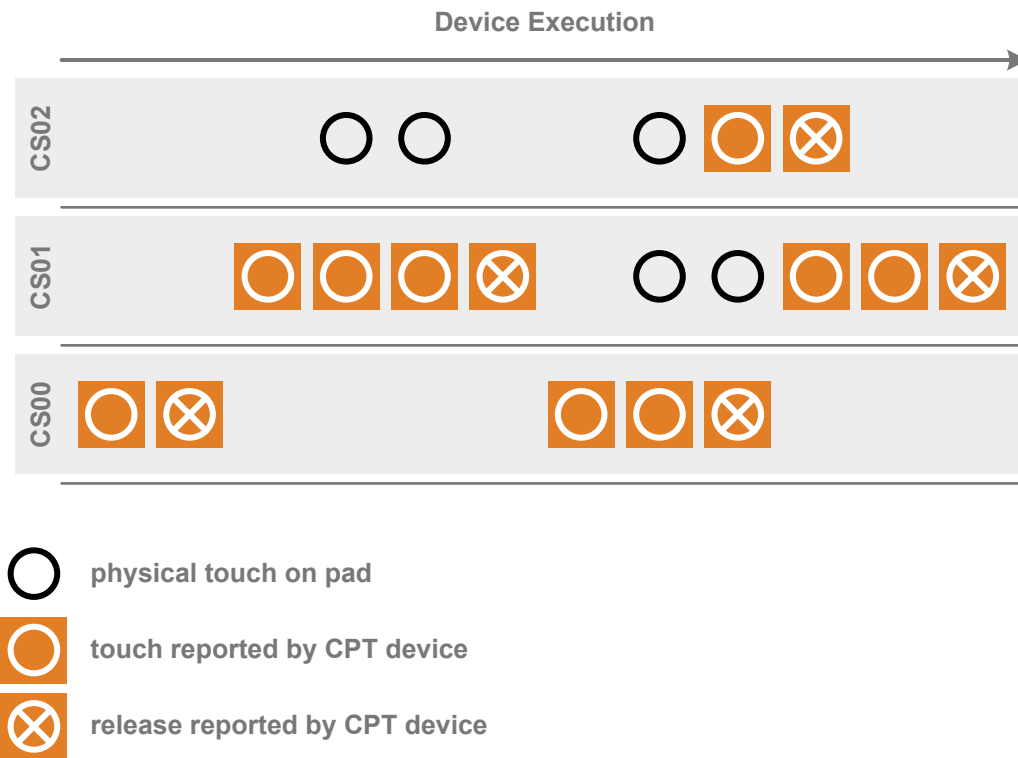 Device Execution
CS02
CS01
CS00
physical touch on pad
touch reported by CPT device
release reported by CPT device